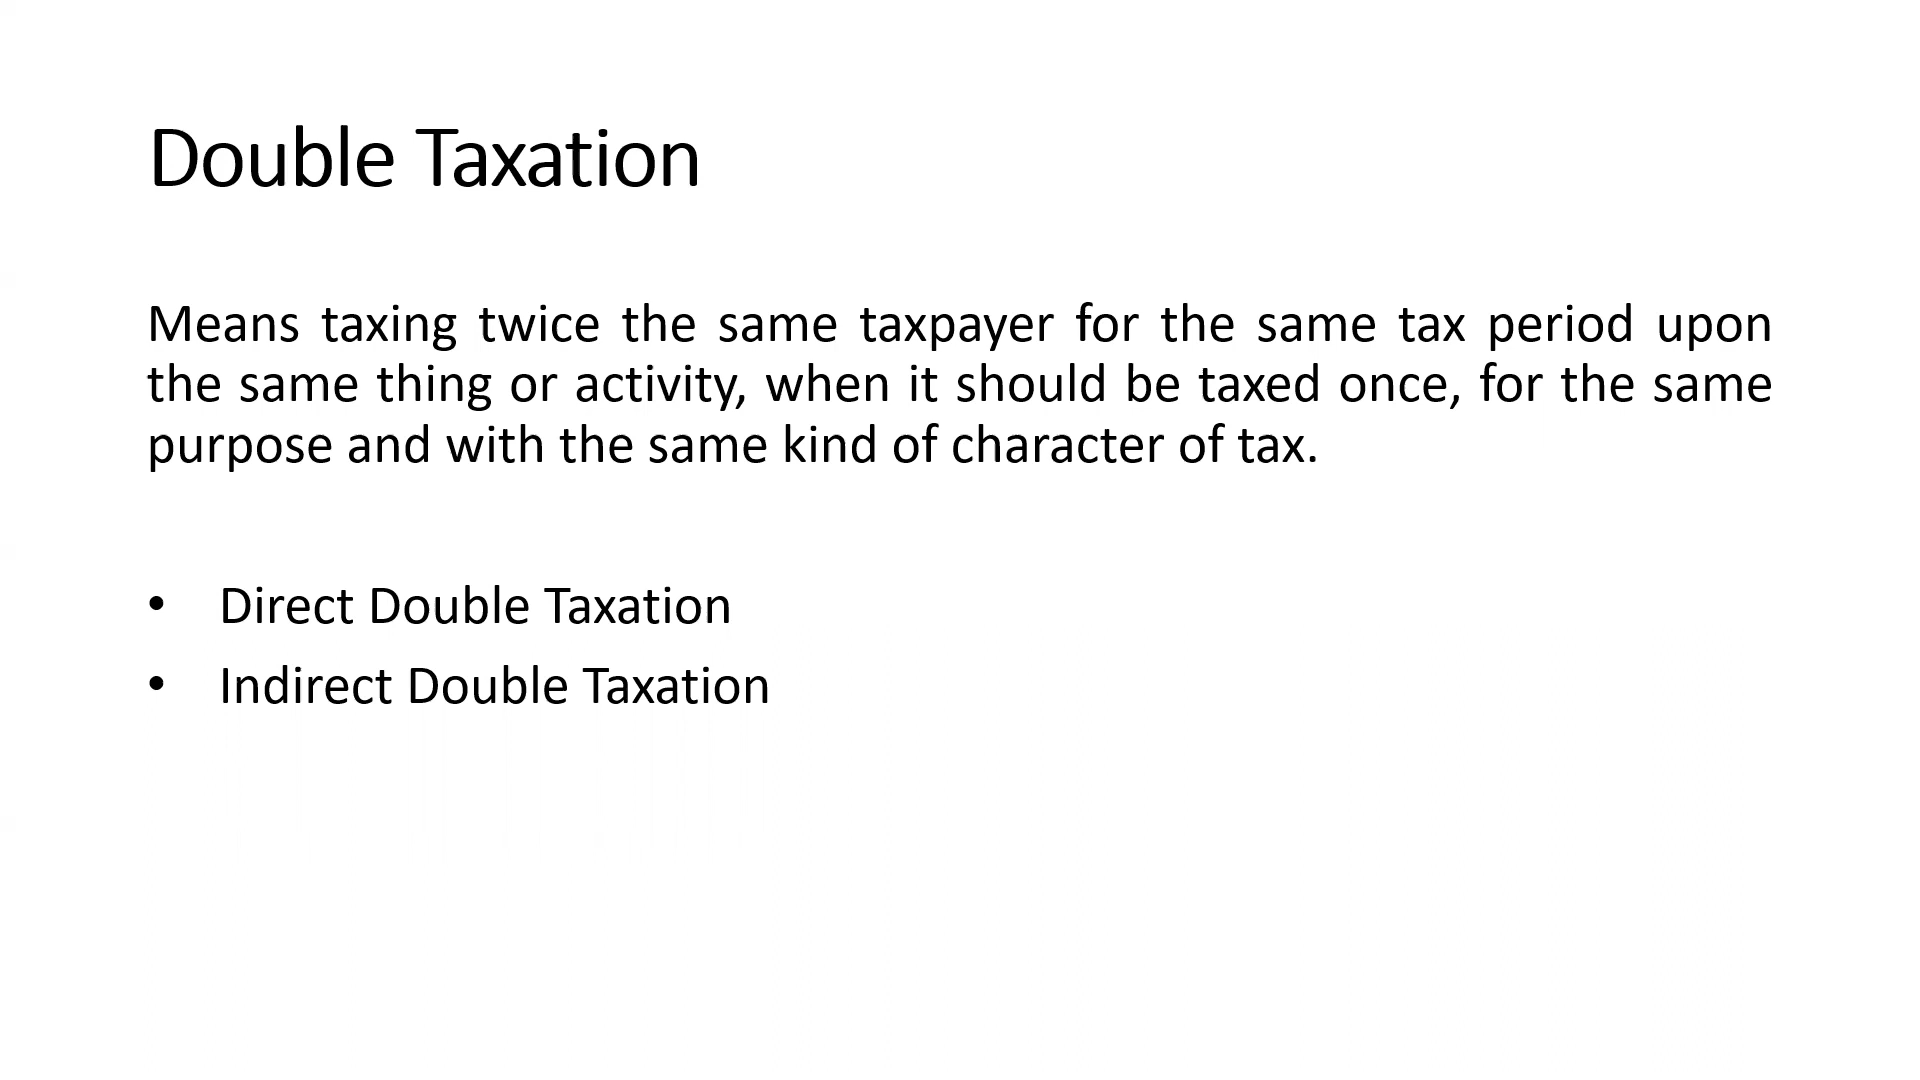 Double Taxation
Means taxing twice the same taxpayer for the same tax period upon
the same thing or activity, when it should be taxed once, for the same
purpose and with the same kind of character of tax.
• Direct Double Taxation
• Indirect Double Taxation